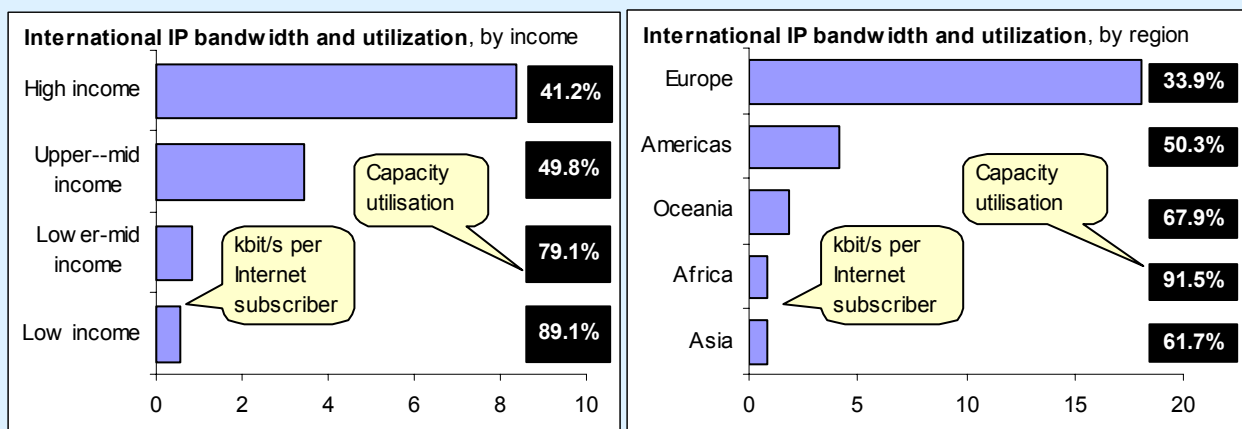 International IP bandwidth and utilization, by income
High income
41.2%
Upper--mid
income
49.8%
Capacity
utilisation
Lower-mid
income
79.1%
kbit/s per
Internet
subscriber
Low income
89.1%
0 2 4 6 8 10
International IP bandwidth and utilization, by region
Europe
33.9%
Americas
50.3%
Capacity
utilisation
Oceania
67.9%
kbit/s per
Internet
subscriber
Africa
91.5%
Asia
61.7%
0 5 10 15 20